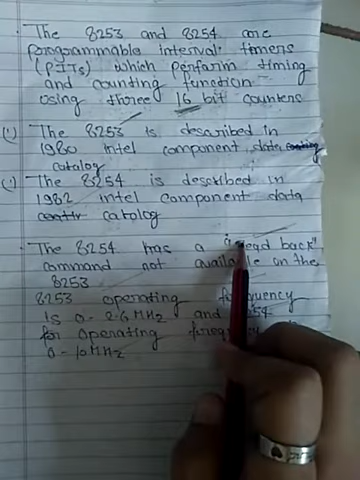 The 8253 and 8254 are
programmable interval timers
(PITs) which perform timing
and counting function
using three 16 bit counters
(i) The 8253 is described in
1980 intel component data
catalog
(i) The 8254 is described in
1982 intel component data
catalog
The 8254 has a "read back"
command not available on the
8253
8253 operating frequency
is 0-2.6 MHz and 8254
for operating
0-10 MHz